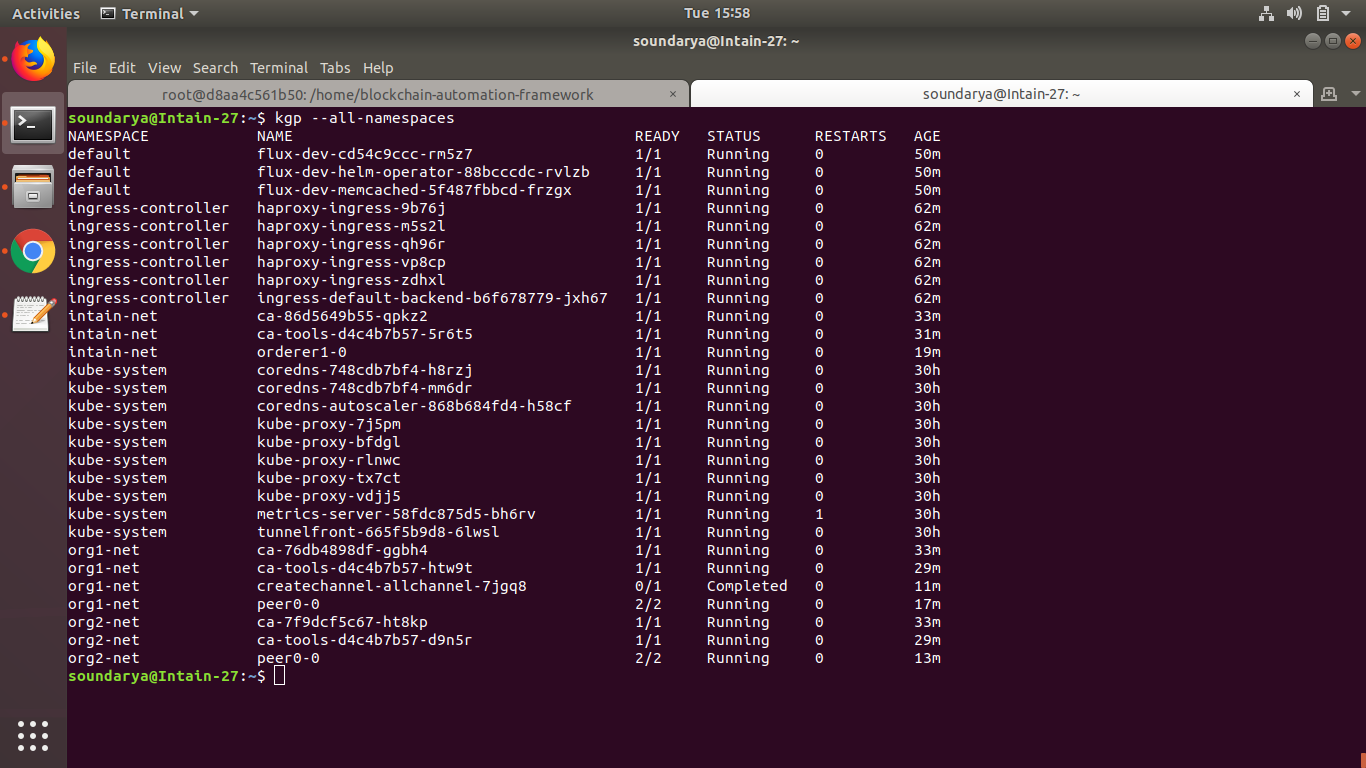 Activities Terminal Tue 15:58
soundarya@Intain-27: ~
File Edit View Search Terminal Tabs Help
root@d8aa4c561b50: /home/blockchain-automation-framework × soundarya@Intain-27: ~ ×
soundarya@Intain-27:~$ kgp --all-namespaces
NAMESPACE NAME READY STATUS RESTARTS AGE
default flux-dev-cd54c9ccc-rm5z7 1/1 Running 0 50m
default flux-dev-helm-operator-88bcccdc-rvlzb 1/1 Running 0 50m
default flux-dev-memcached-5f487fbbcd-frzgx 1/1 Running 0 50m
ingress-controller haproxy-ingress-9b76j 1/1 Running 0 62m
ingress-controller haproxy-ingress-m5s2l 1/1 Running 0 62m
ingress-controller haproxy-ingress-qh96r 1/1 Running 0 62m
ingress-controller haproxy-ingress-vp8cp 1/1 Running 0 62m
ingress-controller haproxy-ingress-zdhxl 1/1 Running 0 62m
ingress-controller ingress-default-backend-b6f678779-jxh67 1/1 Running 0 62m
intain-net ca-86d5649b55-qpkz2 1/1 Running 0 33m
intain-net ca-tools-d4c4b7b57-5r6t5 1/1 Running 0 31m
intain-net orderer1-0 1/1 Running 0 19m
kube-system coredns-748cdb7bf4-h8rzj 1/1 Running 0 30h
kube-system coredns-748cdb7bf4-mm6dr 1/1 Running 0 30h
kube-system coredns-autoscaler-868b684fd4-h58cf 1/1 Running 0 30h
kube-system kube-proxy-7j5pm 1/1 Running 0 30h
kube-system kube-proxy-bfdgl 1/1 Running 0 30h
kube-system kube-proxy-rlnwc 1/1 Running 0 30h
kube-system kube-proxy-tx7ct 1/1 Running 0 30h
kube-system kube-proxy-vdjj5 1/1 Running 0 30h
kube-system metrics-server-58fdc875d5-bh6rv 1/1 Running 1 30h
kube-system tunnelfront-665f5b9d8-6lwsl 1/1 Running 0 30h
org1-net ca-76db4898df-ggbh4 1/1 Running 0 33m
org1-net ca-tools-d4c4b7b57-htw9t 1/1 Running 0 29m
org1-net createchannel-allchannel-7jgq8 0/1 Completed 0 11m
org1-net peer0-0 2/2 Running 0 17m
org2-net ca-7f9dcf5c67-ht8kp 1/1 Running 0 33m
org2-net ca-tools-d4c4b7b57-d9n5r 1/1 Running 0 29m
org2-net peer0-0 2/2 Running 0 13m
soundarya@Intain-27:~$